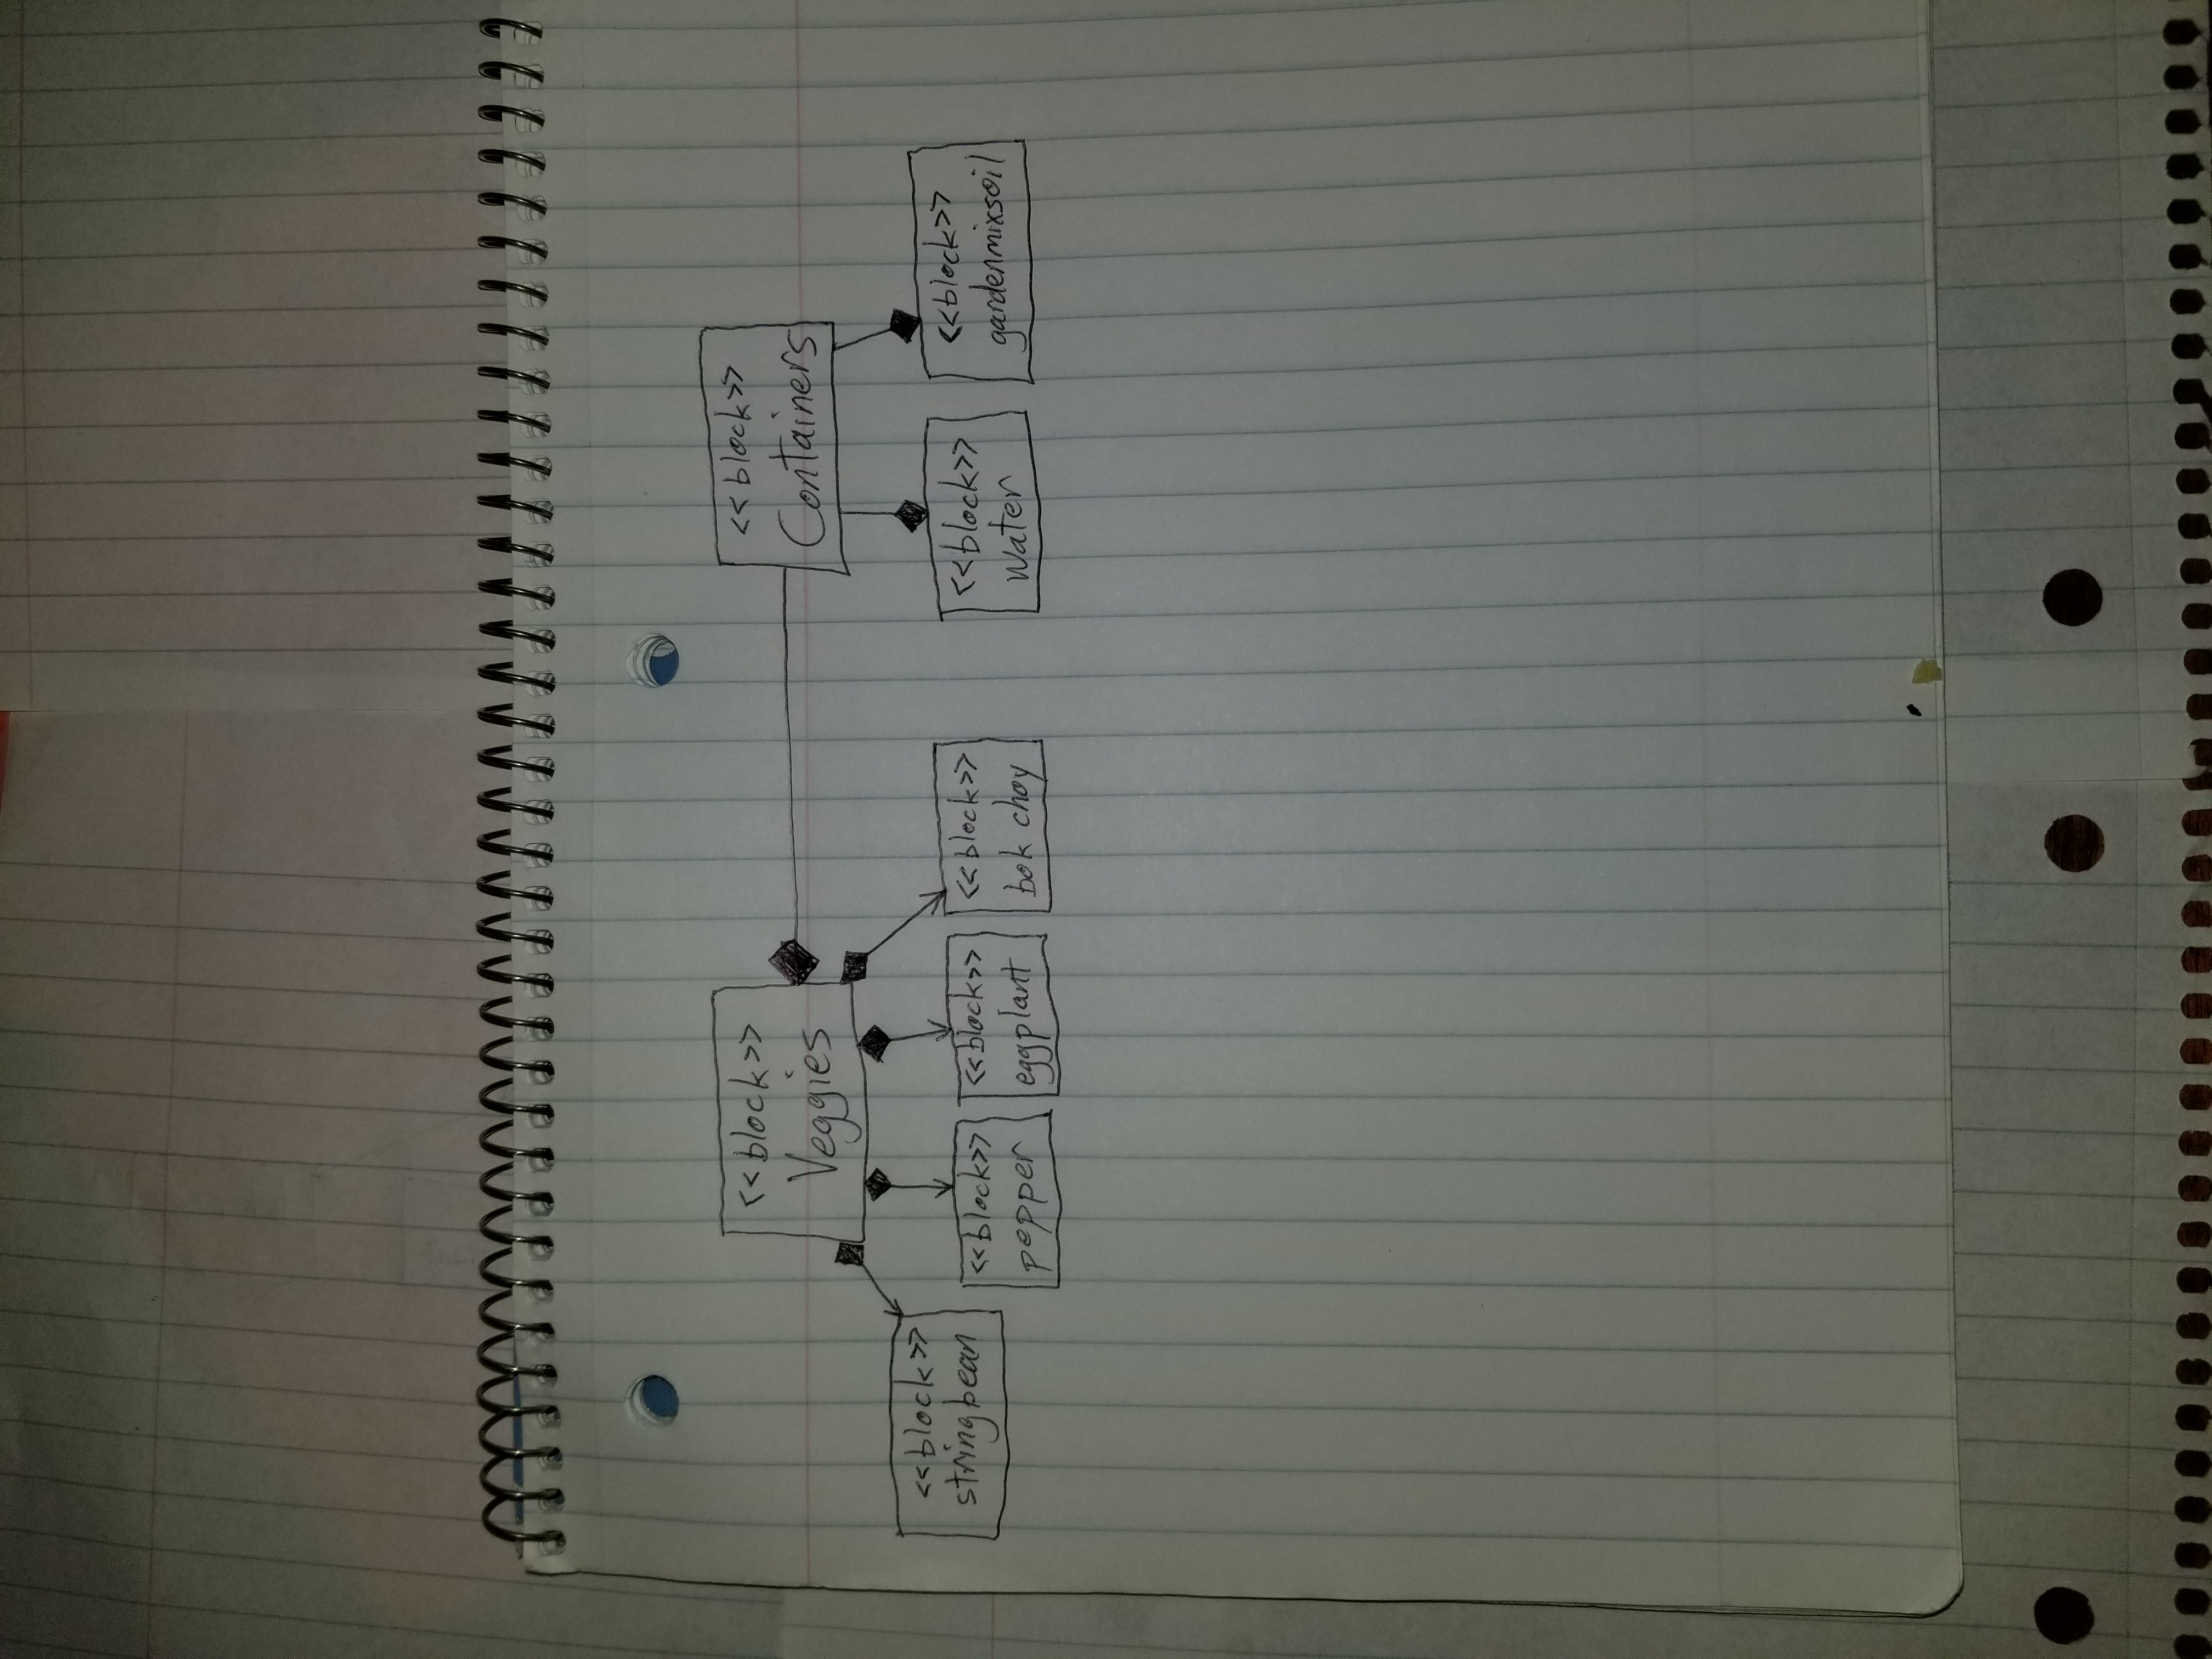 <<block>>
Veggies
<<block>>
Containers
<<block>>
stringbean
<<block>>
pepper
<<block>>
eggplant
<<block>>
bok choy
<<block>>
water
<<block>>
gardenmixsoil